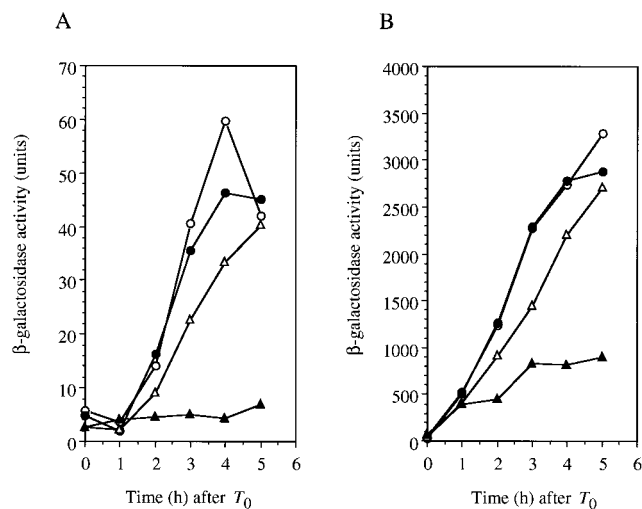 A
B
β-galactosidase activity (units)
70
60
50
40
30
20
10
0
0 1 2 3 4 5 6
Time (h) after T0
β-galactosidase activity (units)
4000
3500
3000
2500
2000
1500
1000
500
0
0 1 2 3 4 5 6
Time (h) after T0